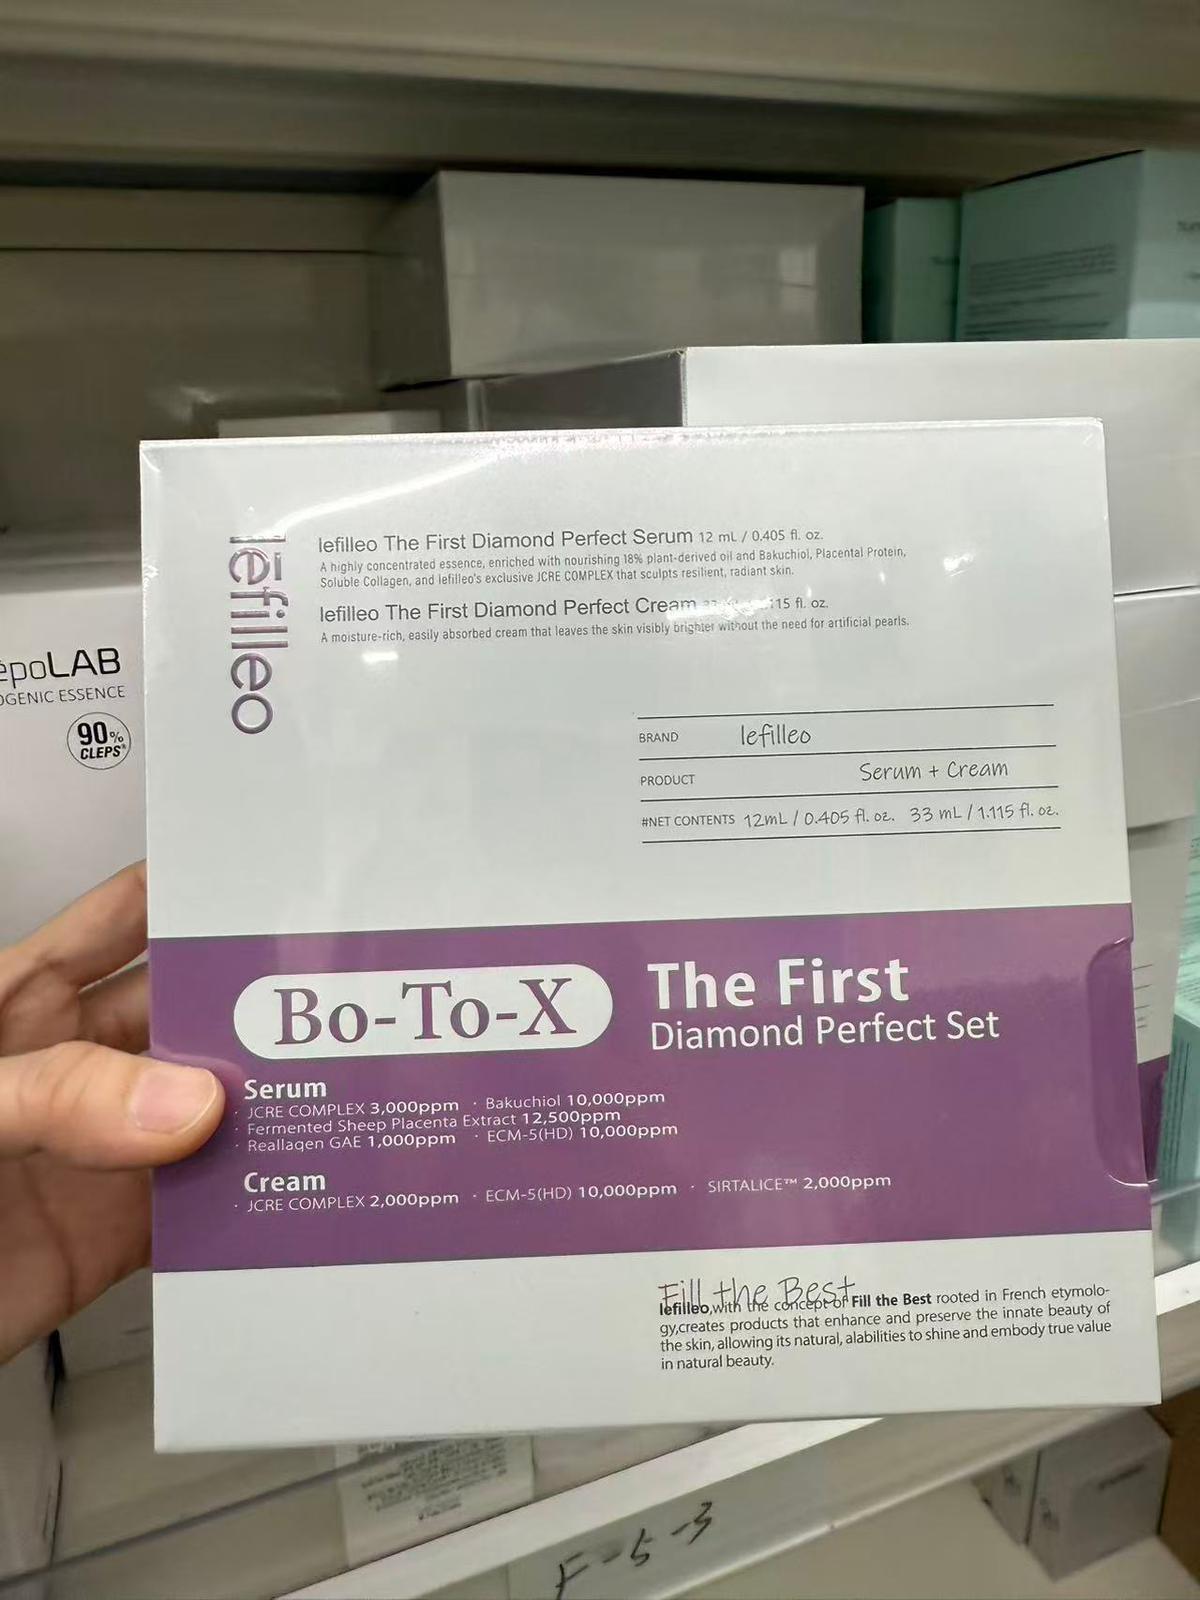 lefilleo
lefilleo The First Diamond Perfect Serum 12 mL / 0.405 fl. oz.
A highly concentrated essence, enriched with nourishing 18% plant-derived oil and Bakuchiol, Placental Protein,
Soluble Collagen, and lefilleo's exclusive JCRE COMPLEX that sculpts resilient, radiant skin.
lefilleo The First Diamond Perfect Cream 115 fl. oz.
A moisture-rich, easily absorbed cream that leaves the skin visibly brighter without the need for artificial pearls.
BRAND lefilleo
PRODUCT Serum + Cream
#NET CONTENTS 12mL / 0.405 fl. oz. 33 mL / 1.115 fl. oz.
Bo-To-X
The First
Diamond Perfect Set
Serum
· JCRE COMPLEX 3,000ppm · Bakuchiol 10,000ppm
· Fermented Sheep Placenta Extract 12,500ppm
· Reallagen GAE 1,000ppm · ECM-5(HD) 10,000ppm
Cream
· JCRE COMPLEX 2,000ppm · ECM-5(HD) 10,000ppm · SIRTALICE™ 2,000ppm
Fill the Best
lefilleo,with the concept of Fill the Best rooted in French etymolo-
gy,creates products that enhance and preserve the innate beauty of
the skin, allowing its natural, alabilities to shine and embody true value
in natural beauty.
époLAB
OGENIC ESSENCE
90%
CLEPS®
F-5-3